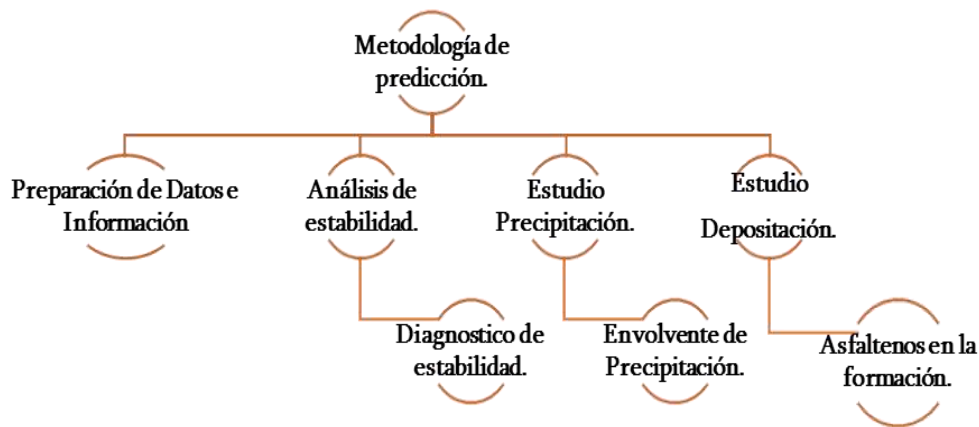 Metodología de
predicción.
Preparación de Datos e
Información
Análisis de
estabilidad.
Estudio
Precipitación.
Estudio
Depositación.
Diagnostico de
estabilidad.
Envolvente de
Precipitación.
Asfaltenos en la
formación.